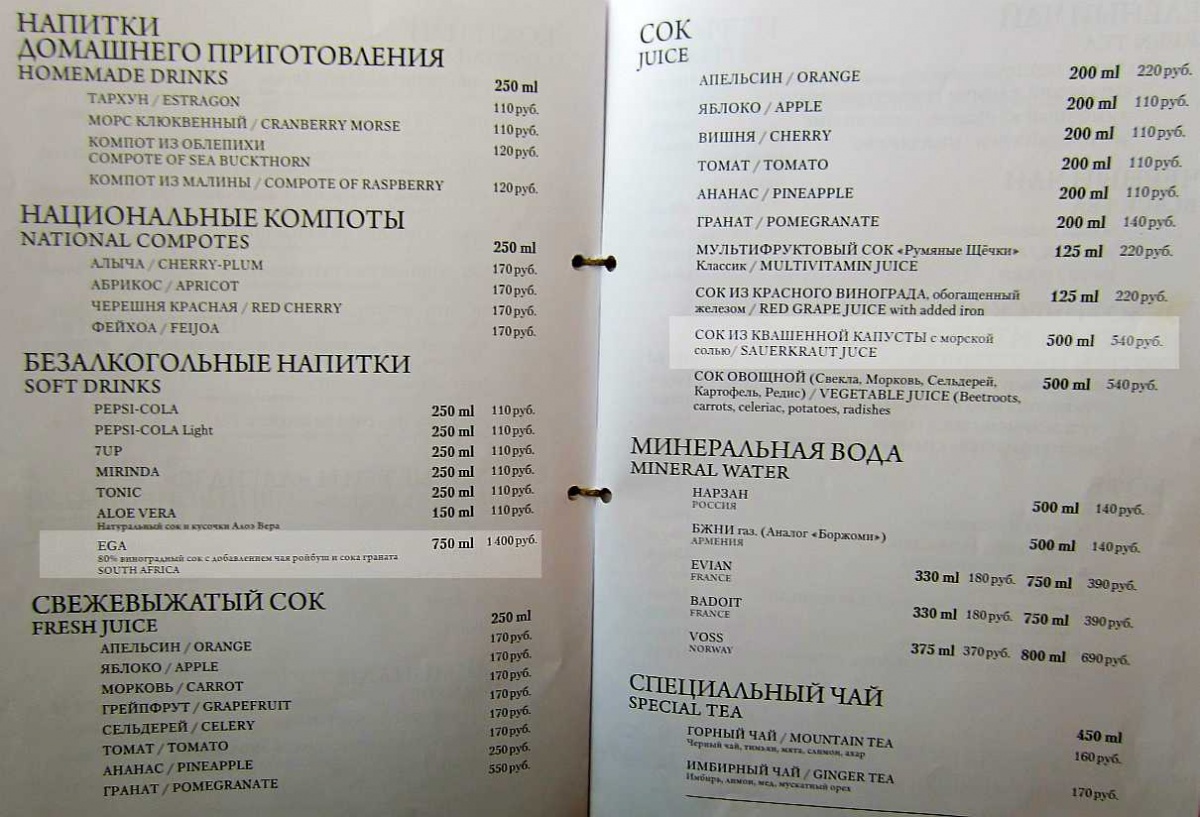 НАПИТКИ
ДОМАШНЕГО ПРИГОТОВЛЕНИЯ
HOMEMADE DRINKS 250 ml
ТАРХУН / ESTRAGON 110 руб.
МОРС КЛЮКВЕННЫЙ / CRANBERRY MORSE 110 руб.
КОМПОТ ИЗ ОБЛЕПИХИ 120 руб.
COMPOTE OF SEA BUCKTHORN
КОМПОТ ИЗ МАЛИНЫ / COMPOTE OF RASPBERRY 120 руб.
НАЦИОНАЛЬНЫЕ КОМПОТЫ
NATIONAL COMPOTES 250 ml
АЛЫЧА / CHERRY-PLUM 170 руб.
АБРИКОС / APRICOT 170 руб.
ЧЕРЕШНЯ КРАСНАЯ / RED CHERRY 170 руб.
ФЕЙХОА / FEIJOA 170 руб.
БЕЗАЛКОГОЛЬНЫЕ НАПИТКИ
SOFT DRINKS
PEPSI-COLA 250 ml 110 руб.
PEPSI-COLA Light 250 ml 110 руб.
7UP 250 ml 110 руб.
MIRINDA 250 ml 110 руб.
TONIC 250 ml 110 руб.
ALOE VERA 150 ml 110 руб.
Натуральный сок и кусочки Алоэ Вера
EGA 750 ml 1 400 руб.
80% виноградный сок с добавлением чая ройбуш и сока граната
SOUTH AFRICA
СВЕЖЕВЫЖАТЫЙ СОК
FRESH JUICE 250 ml
АПЕЛЬСИН / ORANGE 170 руб.
ЯБЛОКО / APPLE 170 руб.
МОРКОВЬ / CARROT 170 руб.
ГРЕЙПФРУТ / GRAPEFRUIT 170 руб.
СЕЛЬДЕРЕЙ / CELERY 170 руб.
ТОМАТ / TOMATO 170 руб.
АНАНАС / PINEAPPLE 250 руб.
ГРАНАТ / POMEGRANATE 550 руб.
СОК
JUICE
АПЕЛЬСИН / ORANGE 200 ml 220 руб.
ЯБЛОКО / APPLE 200 ml 110 руб.
ВИШНЯ / CHERRY 200 ml 110 руб.
ТОМАТ / TOMATO 200 ml 110 руб.
АНАНАС / PINEAPPLE 200 ml 110 руб.
ГРАНАТ / POMEGRANATE 200 ml 140 руб.
МУЛЬТИФРУКТОВЫЙ СОК «Румяные Щёчки» 125 ml 220 руб.
Классик / MULTIVITAMIN JUICE
СОК ИЗ КРАСНОГО ВИНОГРАДА, обогащенный 125 ml 220 руб.
железом / RED GRAPE JUICE with added iron
СОК ИЗ КВАШЕННОЙ КАПУСТЫ с морской 500 ml 540 руб.
солью/ SAUERKRAUT JUCE
СОК ОВОЩНОЙ (Свекла, Морковь, Сельдерей, 500 ml 540 руб.
Картофель, Редис) / VEGETABLE JUICE (Beetroots,
carrots, celeriac, potatoes, radishes
МИНЕРАЛЬНАЯ ВОДА
MINERAL WATER
НАРЗАН 500 ml 140 руб.
РОССИЯ
БЖНИ газ. (Аналог «Боржоми») 500 ml 140 руб.
АРМЕНИЯ
EVIAN 330 ml 180 руб. 750 ml 390 руб.
FRANCE
BADOIT 330 ml 180 руб. 750 ml 390 руб.
FRANCE
VOSS 375 ml 370 руб. 800 ml 690 руб.
NORWAY
СПЕЦИАЛЬНЫЙ ЧАЙ
SPECIAL TEA 450 ml
ГОРНЫЙ ЧАЙ / MOUNTAIN TEA 160 руб.
Черный чай, тимьян, мята,
ИМБИРНЫЙ ЧАЙ / GINGER TEA 170 руб.
Имбирь, лимон, мед, мускатный орех